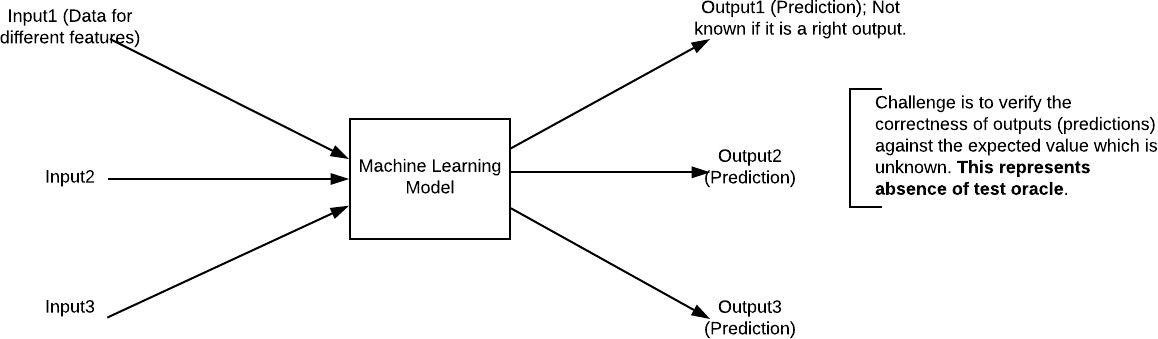 Input1 (Data for
different features)
Output1 (Prediction); Not
known if it is a right output.
Challenge is to verify the
correctness of outputs (predictions)
against the expected value which is
unknown. This represents
absence of test oracle.
Machine Learning
Model
Input2
Output2
(Prediction)
Input3
Output3
(Prediction)